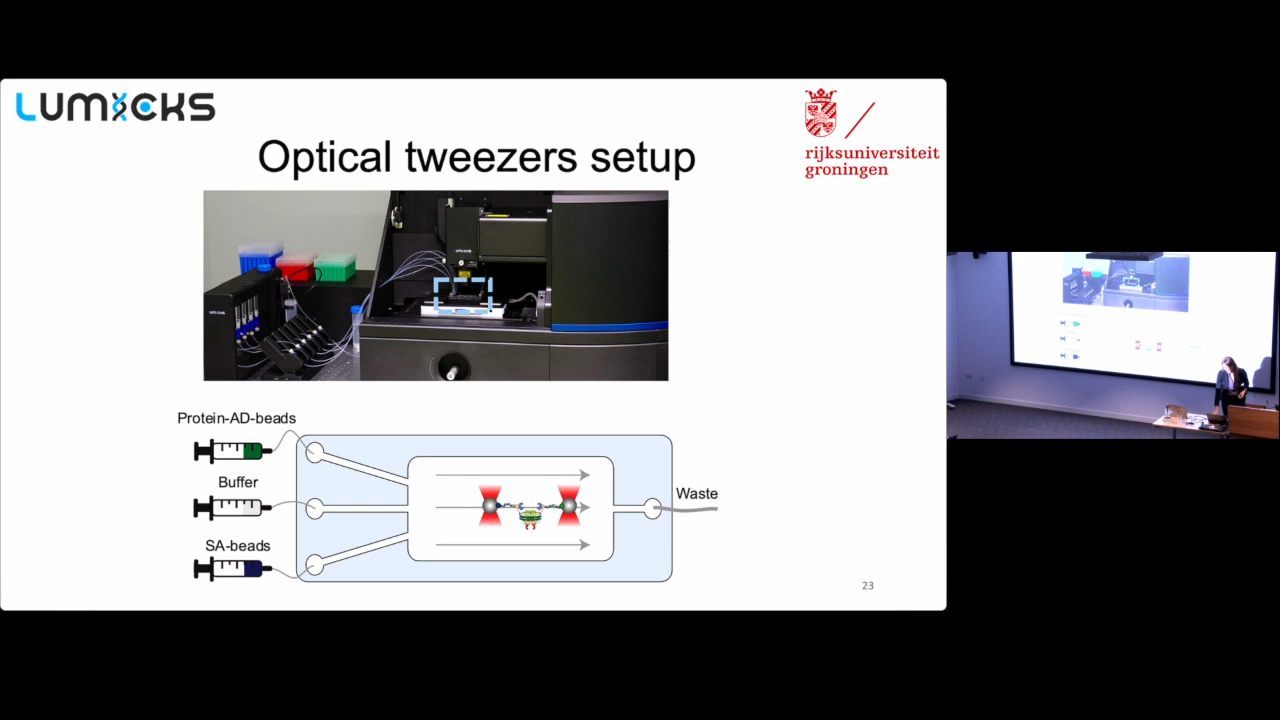 LUMICKS
rijksuniversiteit
groningen
Optical tweezers setup
Protein-AD-beads
Buffer
SA-beads
Waste
23